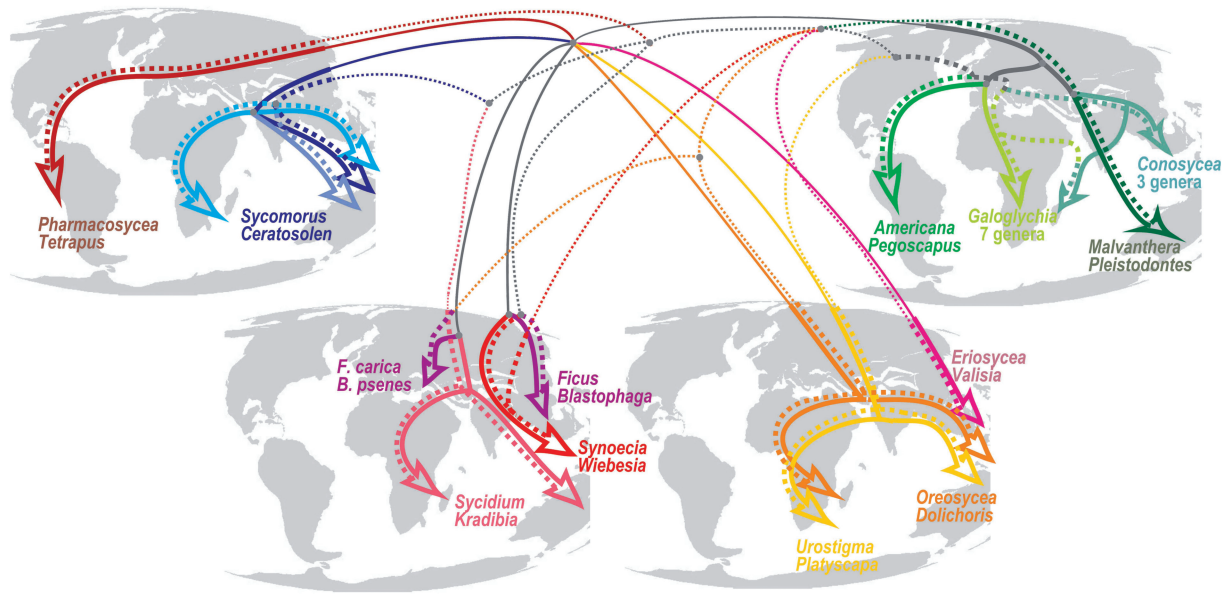 Pharmacosycea
Tetrapus
Sycomorus
Ceratosolen
Americana
Pegoscapus
Galoglychia
7 genera
Conosycea
3 genera
Malvanthera
Pleistodontes
F. carica
B. psenes
Ficus
Blastophaga
Synoecia
Wiebesia
Sycidium
Kradibia
Eriosycea
Valisia
Oreosycea
Dolichoris
Urostigma
Platyscapa